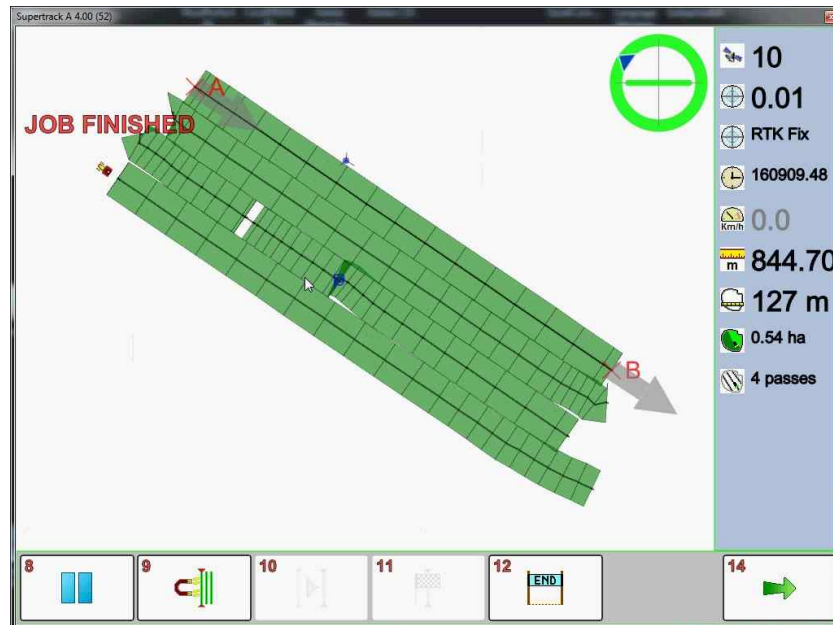 Supertrack A 4.00 (52)
A
JOB FINISHED
B
10
0.01
RTK Fix
160909.48
Km/h 0.0
m 844.70
127 m
0.54 ha
4 passes
8
9
10
11
12
END
14